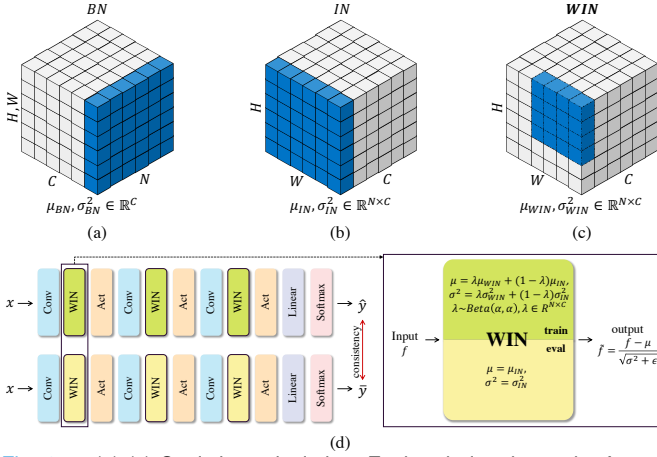 BN
IN
WIN
H, W
C
N
H
W
C
H
W
C
μ_BN, σ²_BN ∈ ℝ^C
μ_IN, σ²_IN ∈ ℝ^{N×C}
μ_WIN, σ²_WIN ∈ ℝ^{N×C}
(a)
(b)
(c)
x
Conv
WIN
Act
Conv
WIN
Act
Conv
WIN
Act
Linear
Softmax
ŷ
consistency
x
Conv
WIN
Act
Conv
WIN
Act
Conv
WIN
Act
Linear
Softmax
ȳ
μ = λμ_WIN + (1 − λ)μ_IN,
σ² = λσ²_WIN + (1 − λ)σ²_IN
λ~Beta(α, α), λ ∈ R^{N×C}
train
Input
f
WIN
eval
μ = μ_IN,
σ² = σ²_IN
output
f̃ = (f − μ)/√(σ² + ϵ)
(d)